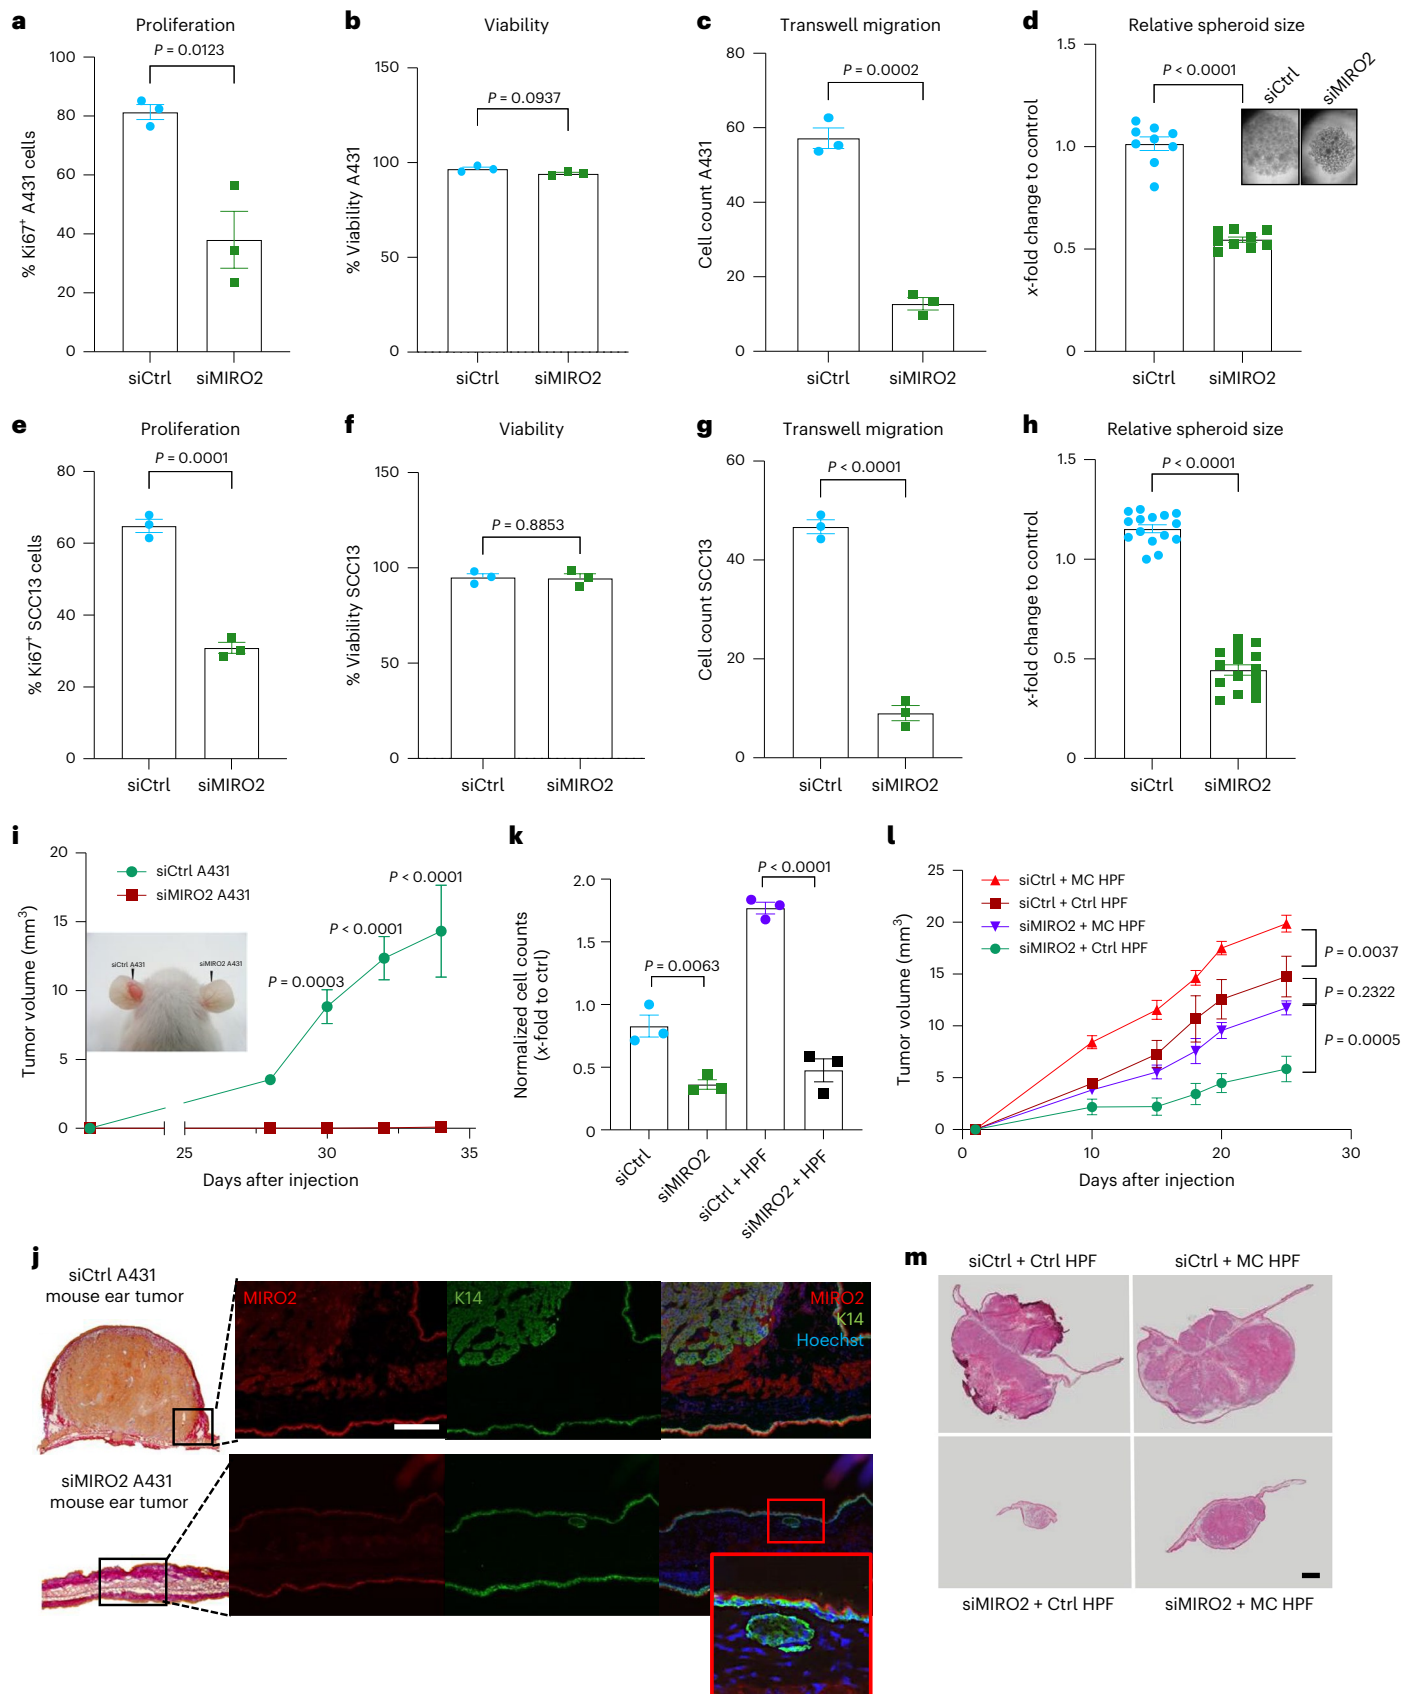 a
Proliferation
P = 0.0123
% Ki67+ A431 cells
100
80
60
40
20
0
siCtrl
siMIRO2
b
Viability
P = 0.0937
% Viability A431
150
100
50
0
siCtrl
siMIRO2
c
Transwell migration
P = 0.0002
Cell count A431
80
60
40
20
0
siCtrl
siMIRO2
d
Relative spheroid size
P < 0.0001
siCtrl
siMIRO2
x-fold change to control
1.5
1.0
0.5
0
siCtrl
siMIRO2
e
Proliferation
P = 0.0001
% Ki67+ SCC13 cells
80
60
40
20
0
siCtrl
siMIRO2
f
Viability
P = 0.8853
% Viability SCC13
150
100
50
0
siCtrl
siMIRO2
g
Transwell migration
P < 0.0001
Cell count SCC13
60
40
20
0
siCtrl
siMIRO2
h
Relative spheroid size
P < 0.0001
x-fold change to control
1.5
1.0
0.5
0
siCtrl
siMIRO2
i
siCtrl A431
siMIRO2 A431
P < 0.0001
P < 0.0001
P = 0.0003
siCtrl A431
siMIRO2 A431
Tumor volume (mm3)
20
15
10
5
0
25
30
35
Days after injection
k
P < 0.0001
P = 0.0063
Normalized cell counts
(x-fold to ctrl)
2.0
1.5
1.0
0.5
0
siCtrl
siMIRO2
siCtrl + HPF
siMIRO2 + HPF
l
siCtrl + MC HPF
siCtrl + Ctrl HPF
siMIRO2 + MC HPF
siMIRO2 + Ctrl HPF
P = 0.0037
P = 0.2322
P = 0.0005
Tumor volume (mm3)
25
20
15
10
5
0
0
10
20
30
Days after injection
j
siCtrl A431
mouse ear tumor
MIRO2
K14
MIRO2
K14
Hoechst
siMIRO2 A431
mouse ear tumor
m
siCtrl + Ctrl HPF
siCtrl + MC HPF
siMIRO2 + Ctrl HPF
siMIRO2 + MC HPF